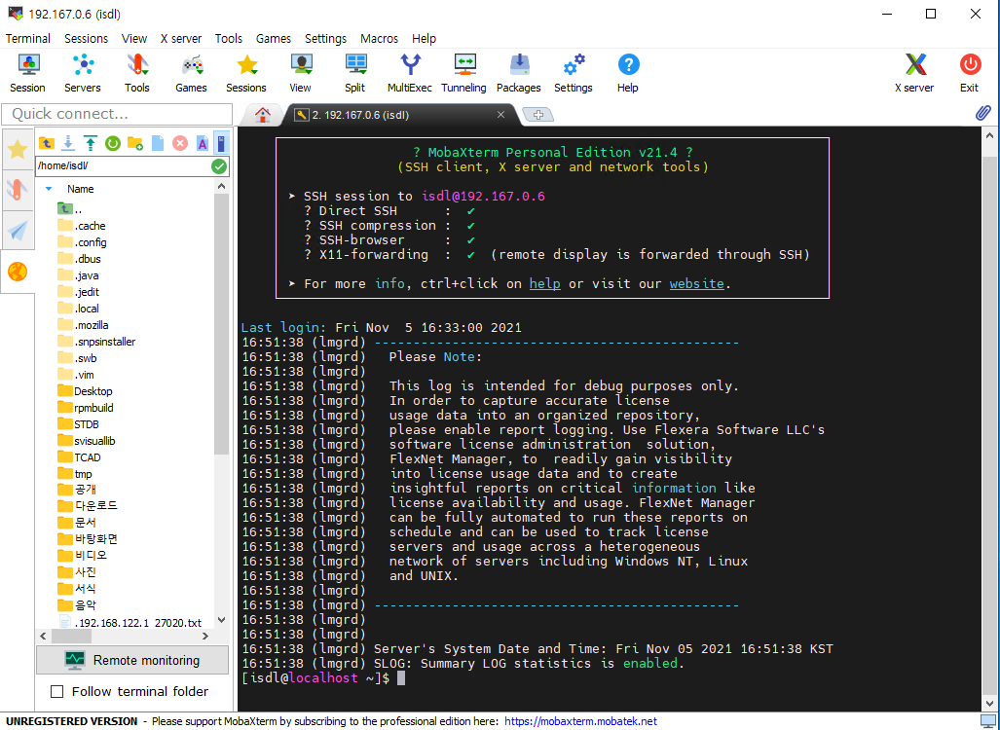 192.167.0.6 (isdl)
Terminal Sessions View X server Tools Games Settings Macros Help
Session Servers Tools Games Sessions View Split MultiExec Tunneling Packages Settings Help X server Exit
Quick connect...
2. 192.167.0.6 (isdl)
/home/isdl/
Name
..
.cache
.config
.dbus
.java
.jedit
.local
.mozilla
.snpsinstaller
.swb
.vim
Desktop
rpmbuild
STDB
svisuallib
TCAD
tmp
공개
다운로드
문서
바탕화면
비디오
사진
서식
음악
.192.168.122.1_27020.txt
Remote monitoring
Follow terminal folder
? MobaXterm Personal Edition v21.4 ?
(SSH client, X server and network tools)
➤ SSH session to isdl@192.167.0.6
? Direct SSH : ✔
? SSH compression : ✔
? SSH-browser : ✔
? X11-forwarding : ✔ (remote display is forwarded through SSH)
➤ For more info, ctrl+click on help or visit our website.
Last login: Fri Nov  5 16:33:00 2021
16:51:38 (lmgrd) -----------------------------------------------
16:51:38 (lmgrd)   Please Note:
16:51:38 (lmgrd)
16:51:38 (lmgrd)   This log is intended for debug purposes only.
16:51:38 (lmgrd)   In order to capture accurate license
16:51:38 (lmgrd)   usage data into an organized repository,
16:51:38 (lmgrd)   please enable report logging. Use Flexera Software LLC's
16:51:38 (lmgrd)   software license administration  solution,
16:51:38 (lmgrd)   FlexNet Manager, to  readily gain visibility
16:51:38 (lmgrd)   into license usage data and to create
16:51:38 (lmgrd)   insightful reports on critical information like
16:51:38 (lmgrd)   license availability and usage. FlexNet Manager
16:51:38 (lmgrd)   can be fully automated to run these reports on
16:51:38 (lmgrd)   schedule and can be used to track license
16:51:38 (lmgrd)   servers and usage across a heterogeneous
16:51:38 (lmgrd)   network of servers including Windows NT, Linux
16:51:38 (lmgrd)   and UNIX.
16:51:38 (lmgrd)
16:51:38 (lmgrd) -----------------------------------------------
16:51:38 (lmgrd)
16:51:38 (lmgrd)
16:51:38 (lmgrd) Server's System Date and Time: Fri Nov 05 2021 16:51:38 KST
16:51:38 (lmgrd) SLOG: Summary LOG statistics is enabled.
[isdl@localhost ~]$
UNREGISTERED VERSION - Please support MobaXterm by subscribing to the professional edition here: https://mobaxterm.mobatek.net